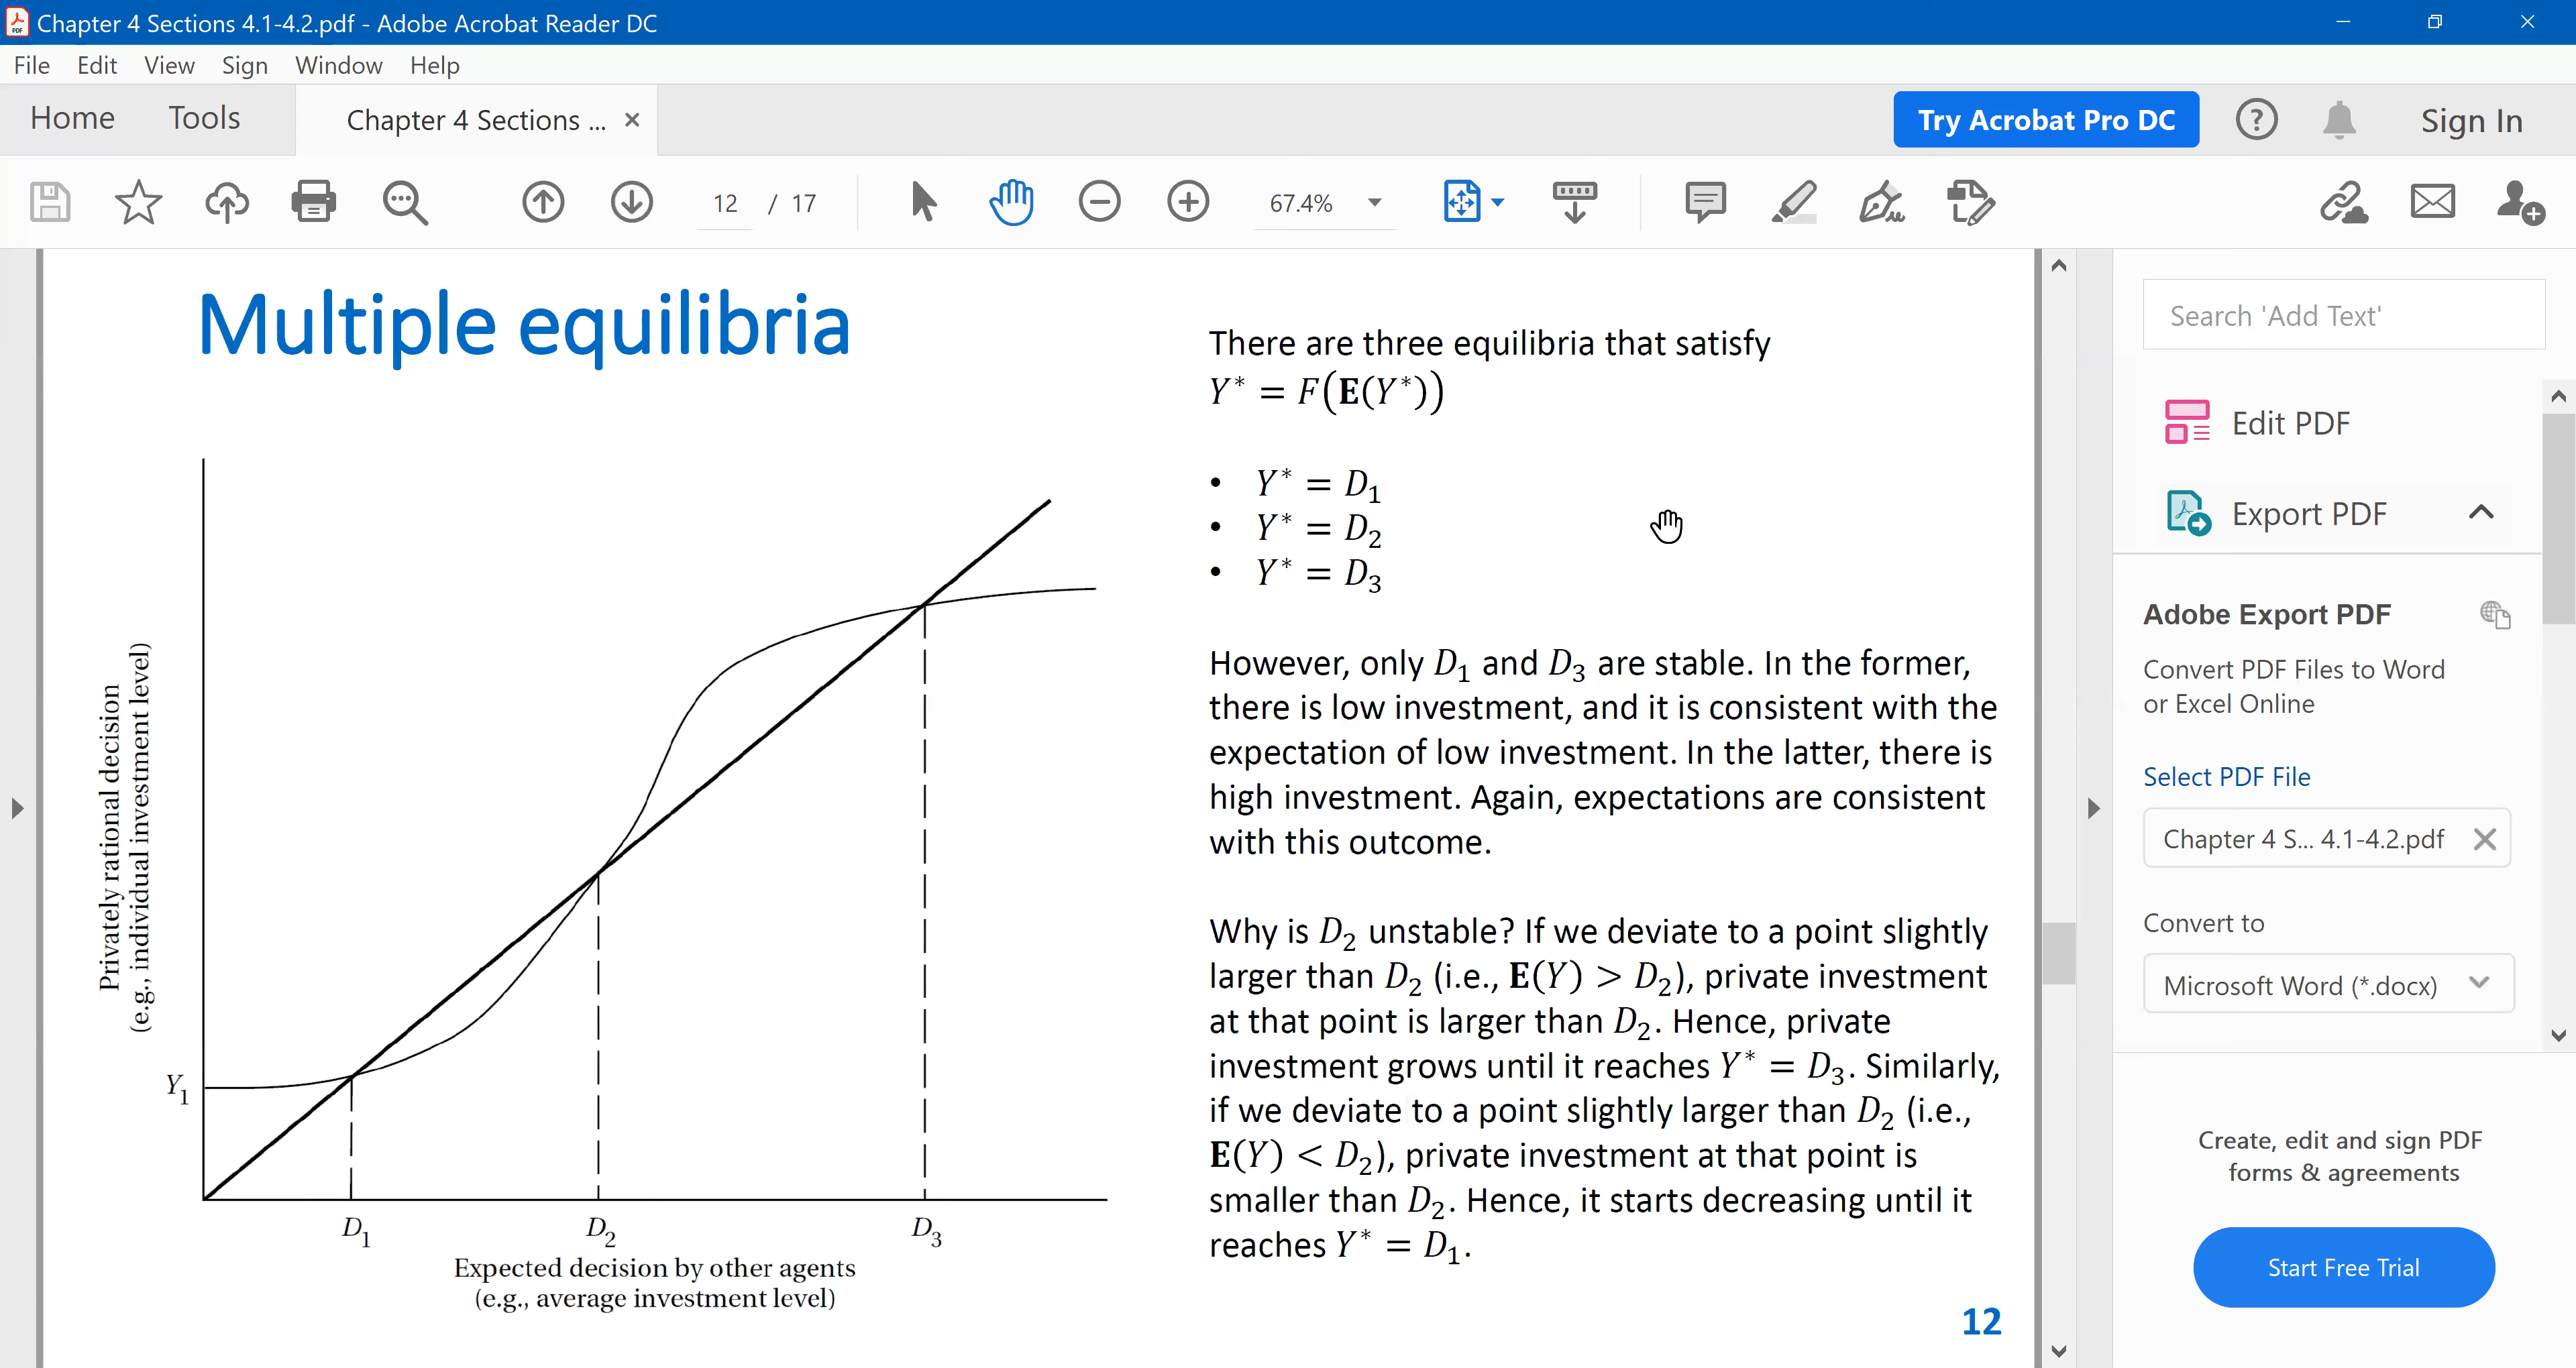 Chapter 4 Sections 4.1-4.2.pdf - Adobe Acrobat Reader DC
File Edit View Sign Window Help
Home Tools Chapter 4 Sections ... × Try Acrobat Pro DC ? Sign In
12 / 17 67.4%
Multiple equilibria
There are three equilibria that satisfy
Y* = F(E(Y*))
• Y* = D₁
• Y* = D₂
• Y* = D₃
However, only D₁ and D₃ are stable. In the former,
there is low investment, and it is consistent with the
expectation of low investment. In the latter, there is
high investment. Again, expectations are consistent
with this outcome.
Why is D₂ unstable? If we deviate to a point slightly
larger than D₂ (i.e., E(Y) > D₂), private investment
at that point is larger than D₂. Hence, private
investment grows until it reaches Y* = D₃. Similarly,
if we deviate to a point slightly larger than D₂ (i.e.,
E(Y) < D₂), private investment at that point is
smaller than D₂. Hence, it starts decreasing until it
reaches Y* = D₁.
Privately rational decision
(e.g., individual investment level)
Y₁
D₁ D₂ D₃
Expected decision by other agents
(e.g., average investment level)
12
Search 'Add Text'
Edit PDF
Export PDF
Adobe Export PDF
Convert PDF Files to Word
or Excel Online
Select PDF File
Chapter 4 S... 4.1-4.2.pdf
Convert to
Microsoft Word (*.docx)
Create, edit and sign PDF
forms & agreements
Start Free Trial